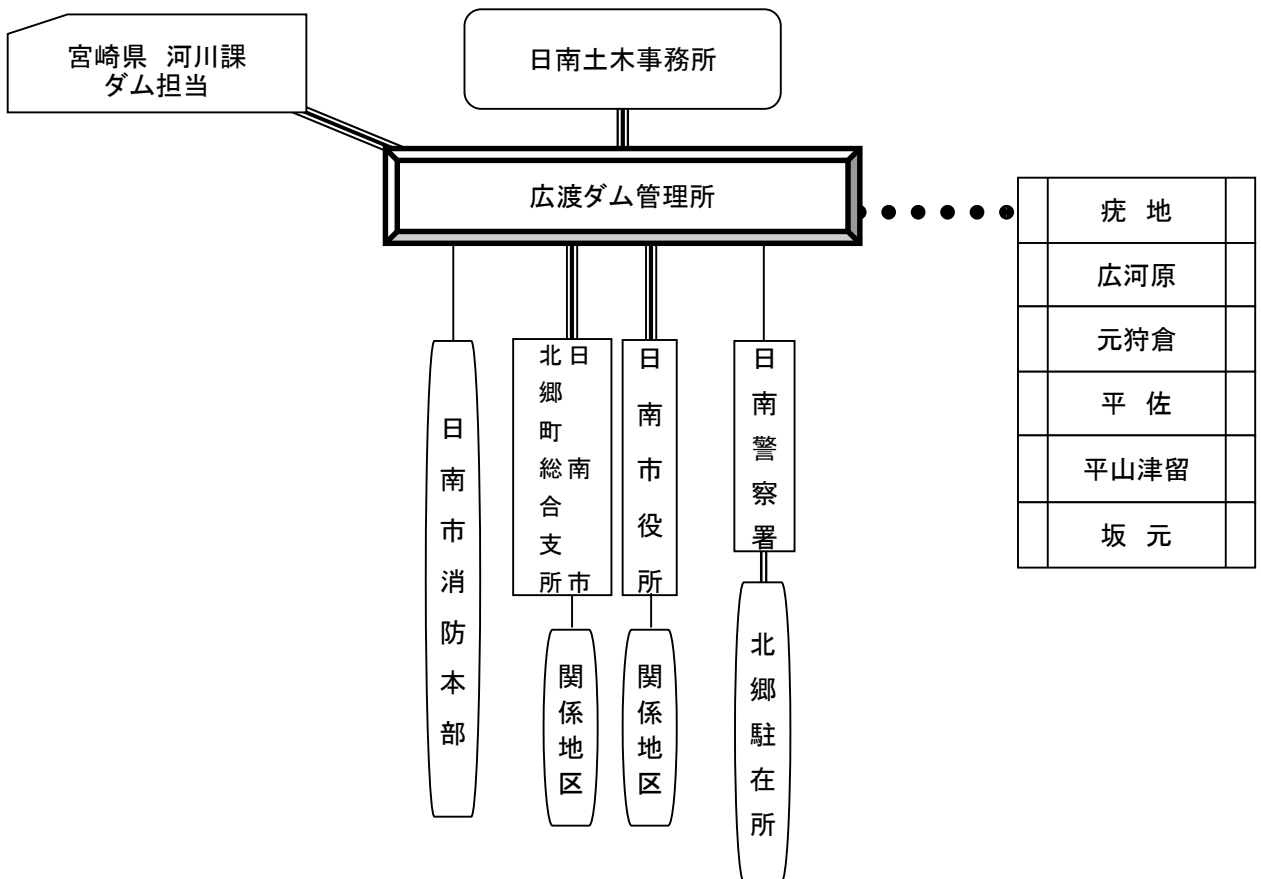 宮崎県 河川課
ダム担当
日南土木事務所
広渡ダム管理所
疣 地
広河原
元狩倉
平 佐
平山津留
坂元
日南市消防本部
日南市
北郷町総合支所
日南市役所
日南警察署
関係地区
関係地区
北郷駐在所